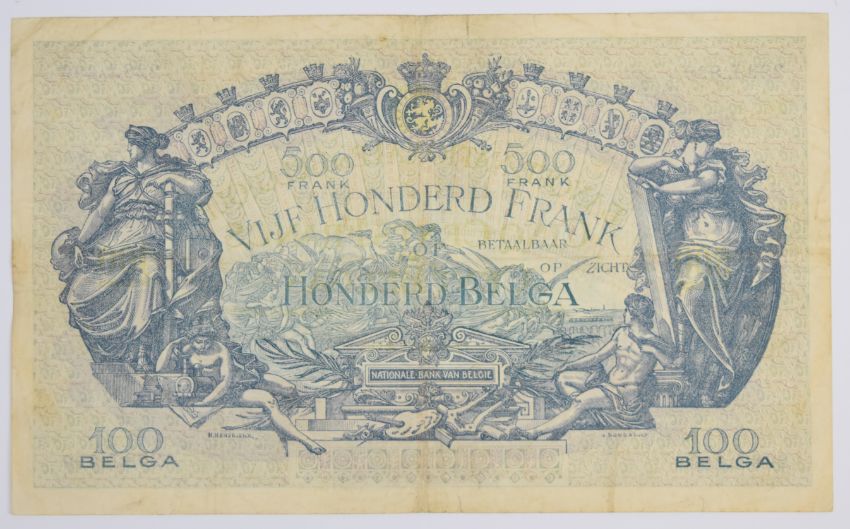 500
FRANK
500
FRANK
VIJF HONDERD FRANK
OF
BETAALBAAR
OP ZICHT
HONDERD BELGA
NATIONALE BANK VAN BELGIE
100
BELGA
100
BELGA